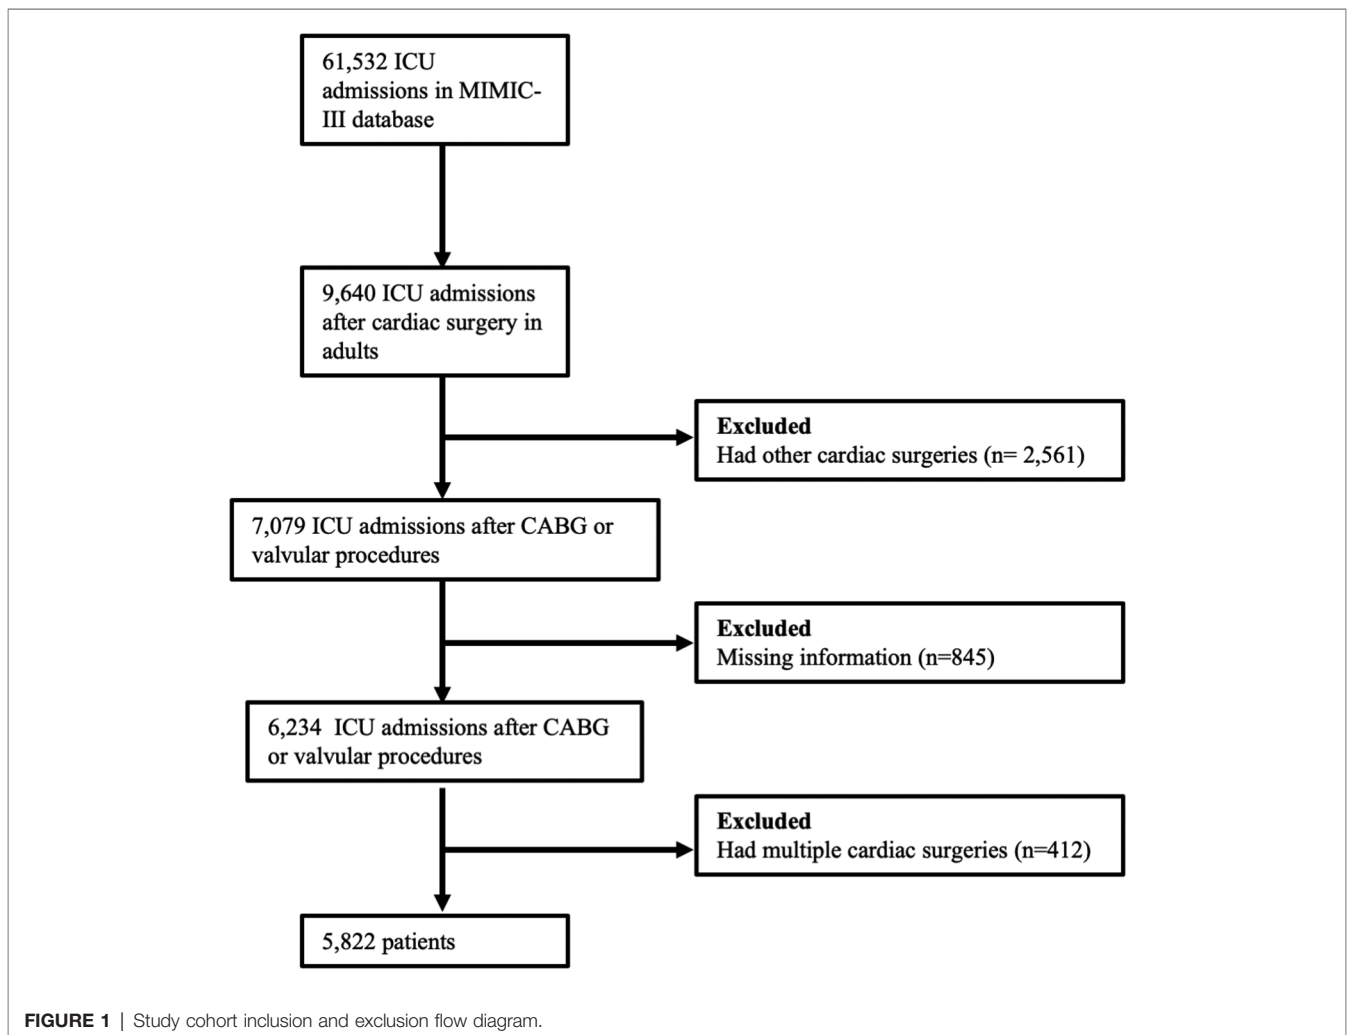 61,532 ICU
admissions in MIMIC-
III database
9,640 ICU admissions
after cardiac surgery in
adults
Excluded
Had other cardiac surgeries (n= 2,561)
7,079 ICU admissions after CABG or
valvular procedures
Excluded
Missing information (n=845)
6,234  ICU admissions after CABG
or valvular procedures
Excluded
Had multiple cardiac surgeries (n=412)
5,822 patients
FIGURE 1 | Study cohort inclusion and exclusion flow diagram.